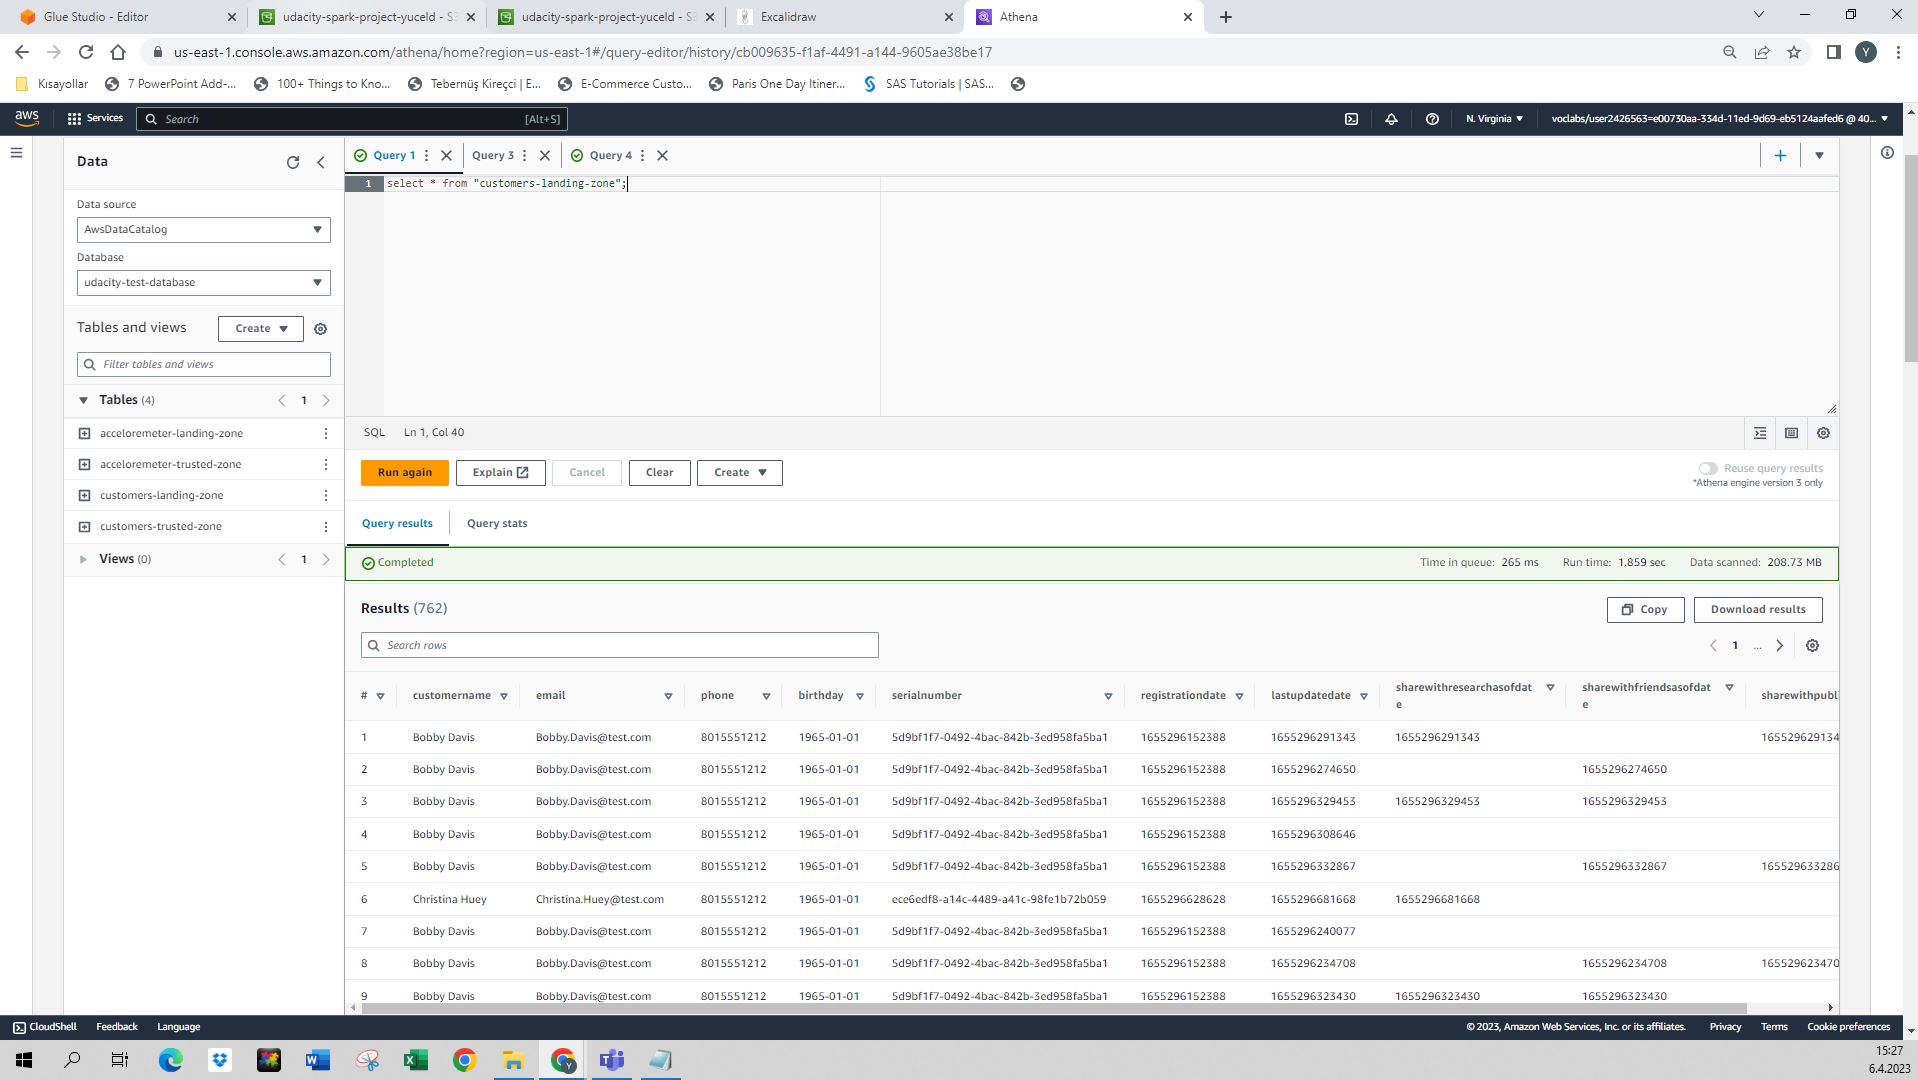 Glue Studio - Editor
udacity-spark-project-yuceld - S3
udacity-spark-project-yuceld - S3
Excalidraw
Athena
us-east-1.console.aws.amazon.com/athena/home?region=us-east-1#/query-editor/history/cb009635-f1af-4491-a144-9605ae38be17
Y
Kısayollar
7 PowerPoint Add-...
100+ Things to Kno...
Tebernüş Kireçci | E...
E-Commerce Custo...
Paris One Day Itiner...
SAS Tutorials | SAS...
aws
Services
Search
[Alt+S]
N. Virginia
voclabs/user2426563=e00730aa-334d-11ed-9d69-eb5124aafed6 @ 40...
Data
Data source
AwsDataCatalog
Database
udacity-test-database
Tables and views
Create
Filter tables and views
Tables (4)
1
acceloremeter-landing-zone
acceloremeter-trusted-zone
customers-landing-zone
customers-trusted-zone
Views (0)
1
Query 1
Query 3
Query 4
1 select * from "customers-landing-zone";
SQL Ln 1, Col 40
Run again
Explain
Cancel
Clear
Create
Reuse query results
*Athena engine version 3 only
Query results
Query stats
Completed
Time in queue: 265 ms Run time: 1.859 sec Data scanned: 208.73 MB
Results (762)
Copy
Download results
Search rows
1 ...
# customername email phone birthday serialnumber registrationdate lastupdatedate sharewithresearchasofdate sharewithfriendsasofdate sharewithpubl
1 Bobby Davis Bobby.Davis@test.com 8015551212 1965-01-01 5d9bf1f7-0492-4bac-842b-3ed958fa5ba1 1655296152388 1655296291343 1655296291343 165529629134
2 Bobby Davis Bobby.Davis@test.com 8015551212 1965-01-01 5d9bf1f7-0492-4bac-842b-3ed958fa5ba1 1655296152388 1655296274650 1655296274650
3 Bobby Davis Bobby.Davis@test.com 8015551212 1965-01-01 5d9bf1f7-0492-4bac-842b-3ed958fa5ba1 1655296152388 1655296329453 1655296329453 1655296329453
4 Bobby Davis Bobby.Davis@test.com 8015551212 1965-01-01 5d9bf1f7-0492-4bac-842b-3ed958fa5ba1 1655296152388 1655296308646
5 Bobby Davis Bobby.Davis@test.com 8015551212 1965-01-01 5d9bf1f7-0492-4bac-842b-3ed958fa5ba1 1655296152388 1655296332867 1655296332867 165529633286
6 Christina Huey Christina.Huey@test.com 8015551212 1965-01-01 ece6edf8-a14c-4489-a41c-98fe1b72b059 1655296628628 1655296681668 1655296681668
7 Bobby Davis Bobby.Davis@test.com 8015551212 1965-01-01 5d9bf1f7-0492-4bac-842b-3ed958fa5ba1 1655296152388 1655296240077
8 Bobby Davis Bobby.Davis@test.com 8015551212 1965-01-01 5d9bf1f7-0492-4bac-842b-3ed958fa5ba1 1655296152388 1655296234708 1655296234708 165529623470
9 Bobby Davis Bobby.Davis@test.com 8015551212 1965-01-01 5d9bf1f7-0492-4bac-842b-3ed958fa5ba1 1655296152388 1655296323430 1655296323430 1655296323430
CloudShell
Feedback
Language
© 2023, Amazon Web Services, Inc. or its affiliates.
Privacy
Terms
Cookie preferences
15:27
6.4.2023